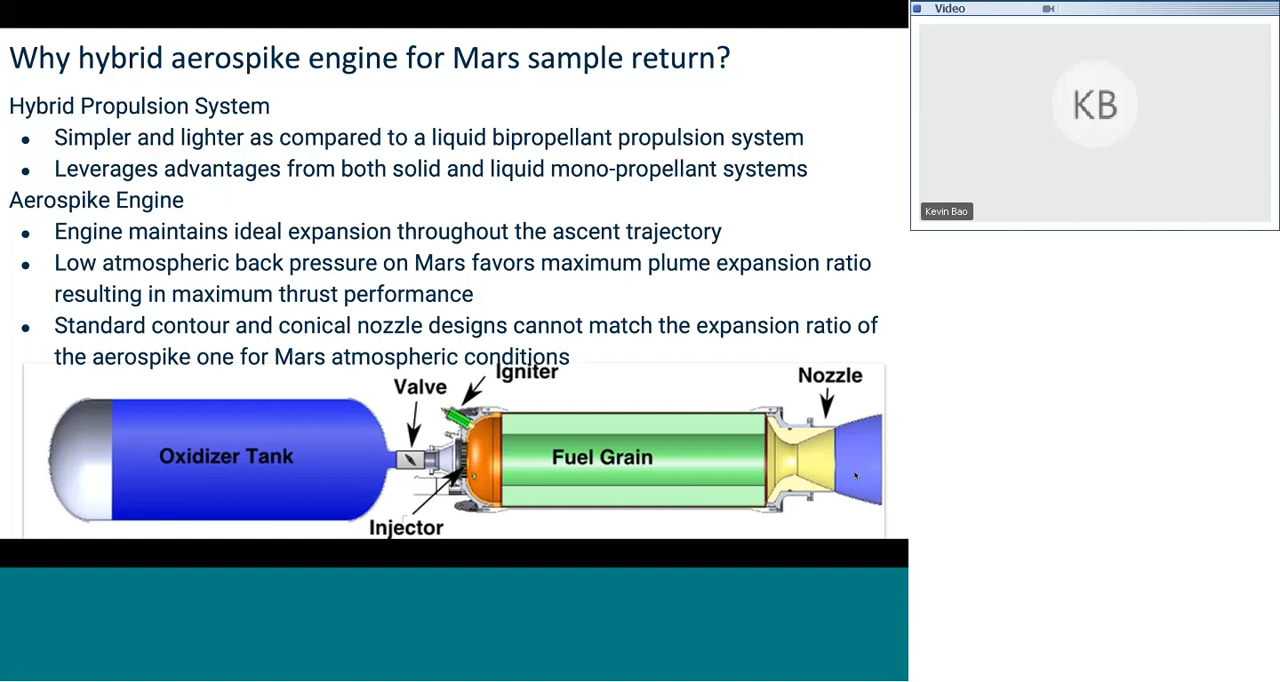 Why hybrid aerospike engine for Mars sample return?
Hybrid Propulsion System
● Simpler and lighter as compared to a liquid bipropellant propulsion system
● Leverages advantages from both solid and liquid mono-propellant systems
Aerospike Engine
● Engine maintains ideal expansion throughout the ascent trajectory
● Low atmospheric back pressure on Mars favors maximum plume expansion ratio
resulting in maximum thrust performance
● Standard contour and conical nozzle designs cannot match the expansion ratio of
the aerospike one for Mars atmospheric conditions
Igniter
Valve
Nozzle
Oxidizer Tank
Fuel Grain
Injector
Video
KB
Kevin Bao